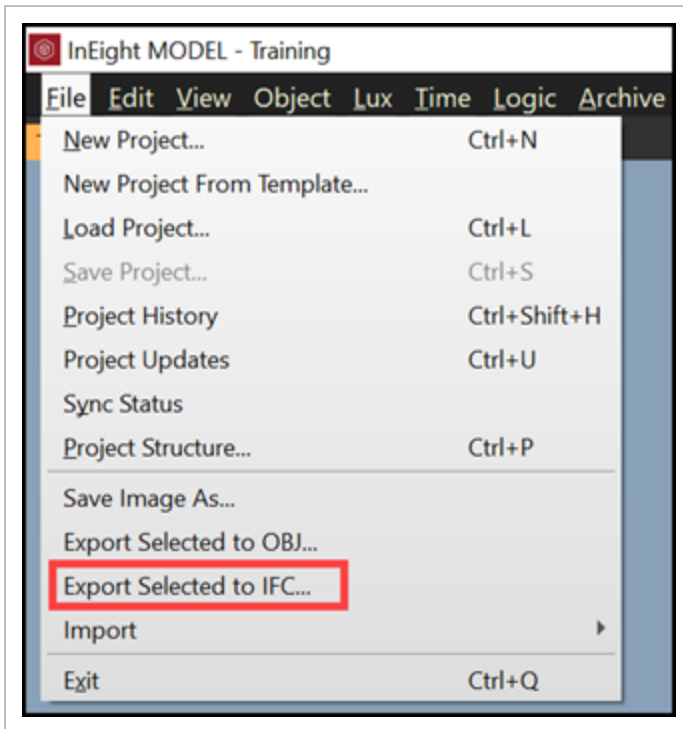 InEight MODEL - Training
File Edit View Object Lux Time Logic Archive
New Project... Ctrl+N
New Project From Template...
Load Project... Ctrl+L
Save Project... Ctrl+S
Project History Ctrl+Shift+H
Project Updates Ctrl+U
Sync Status
Project Structure... Ctrl+P
Save Image As...
Export Selected to OBJ...
Export Selected to IFC...
Import
Exit Ctrl+Q